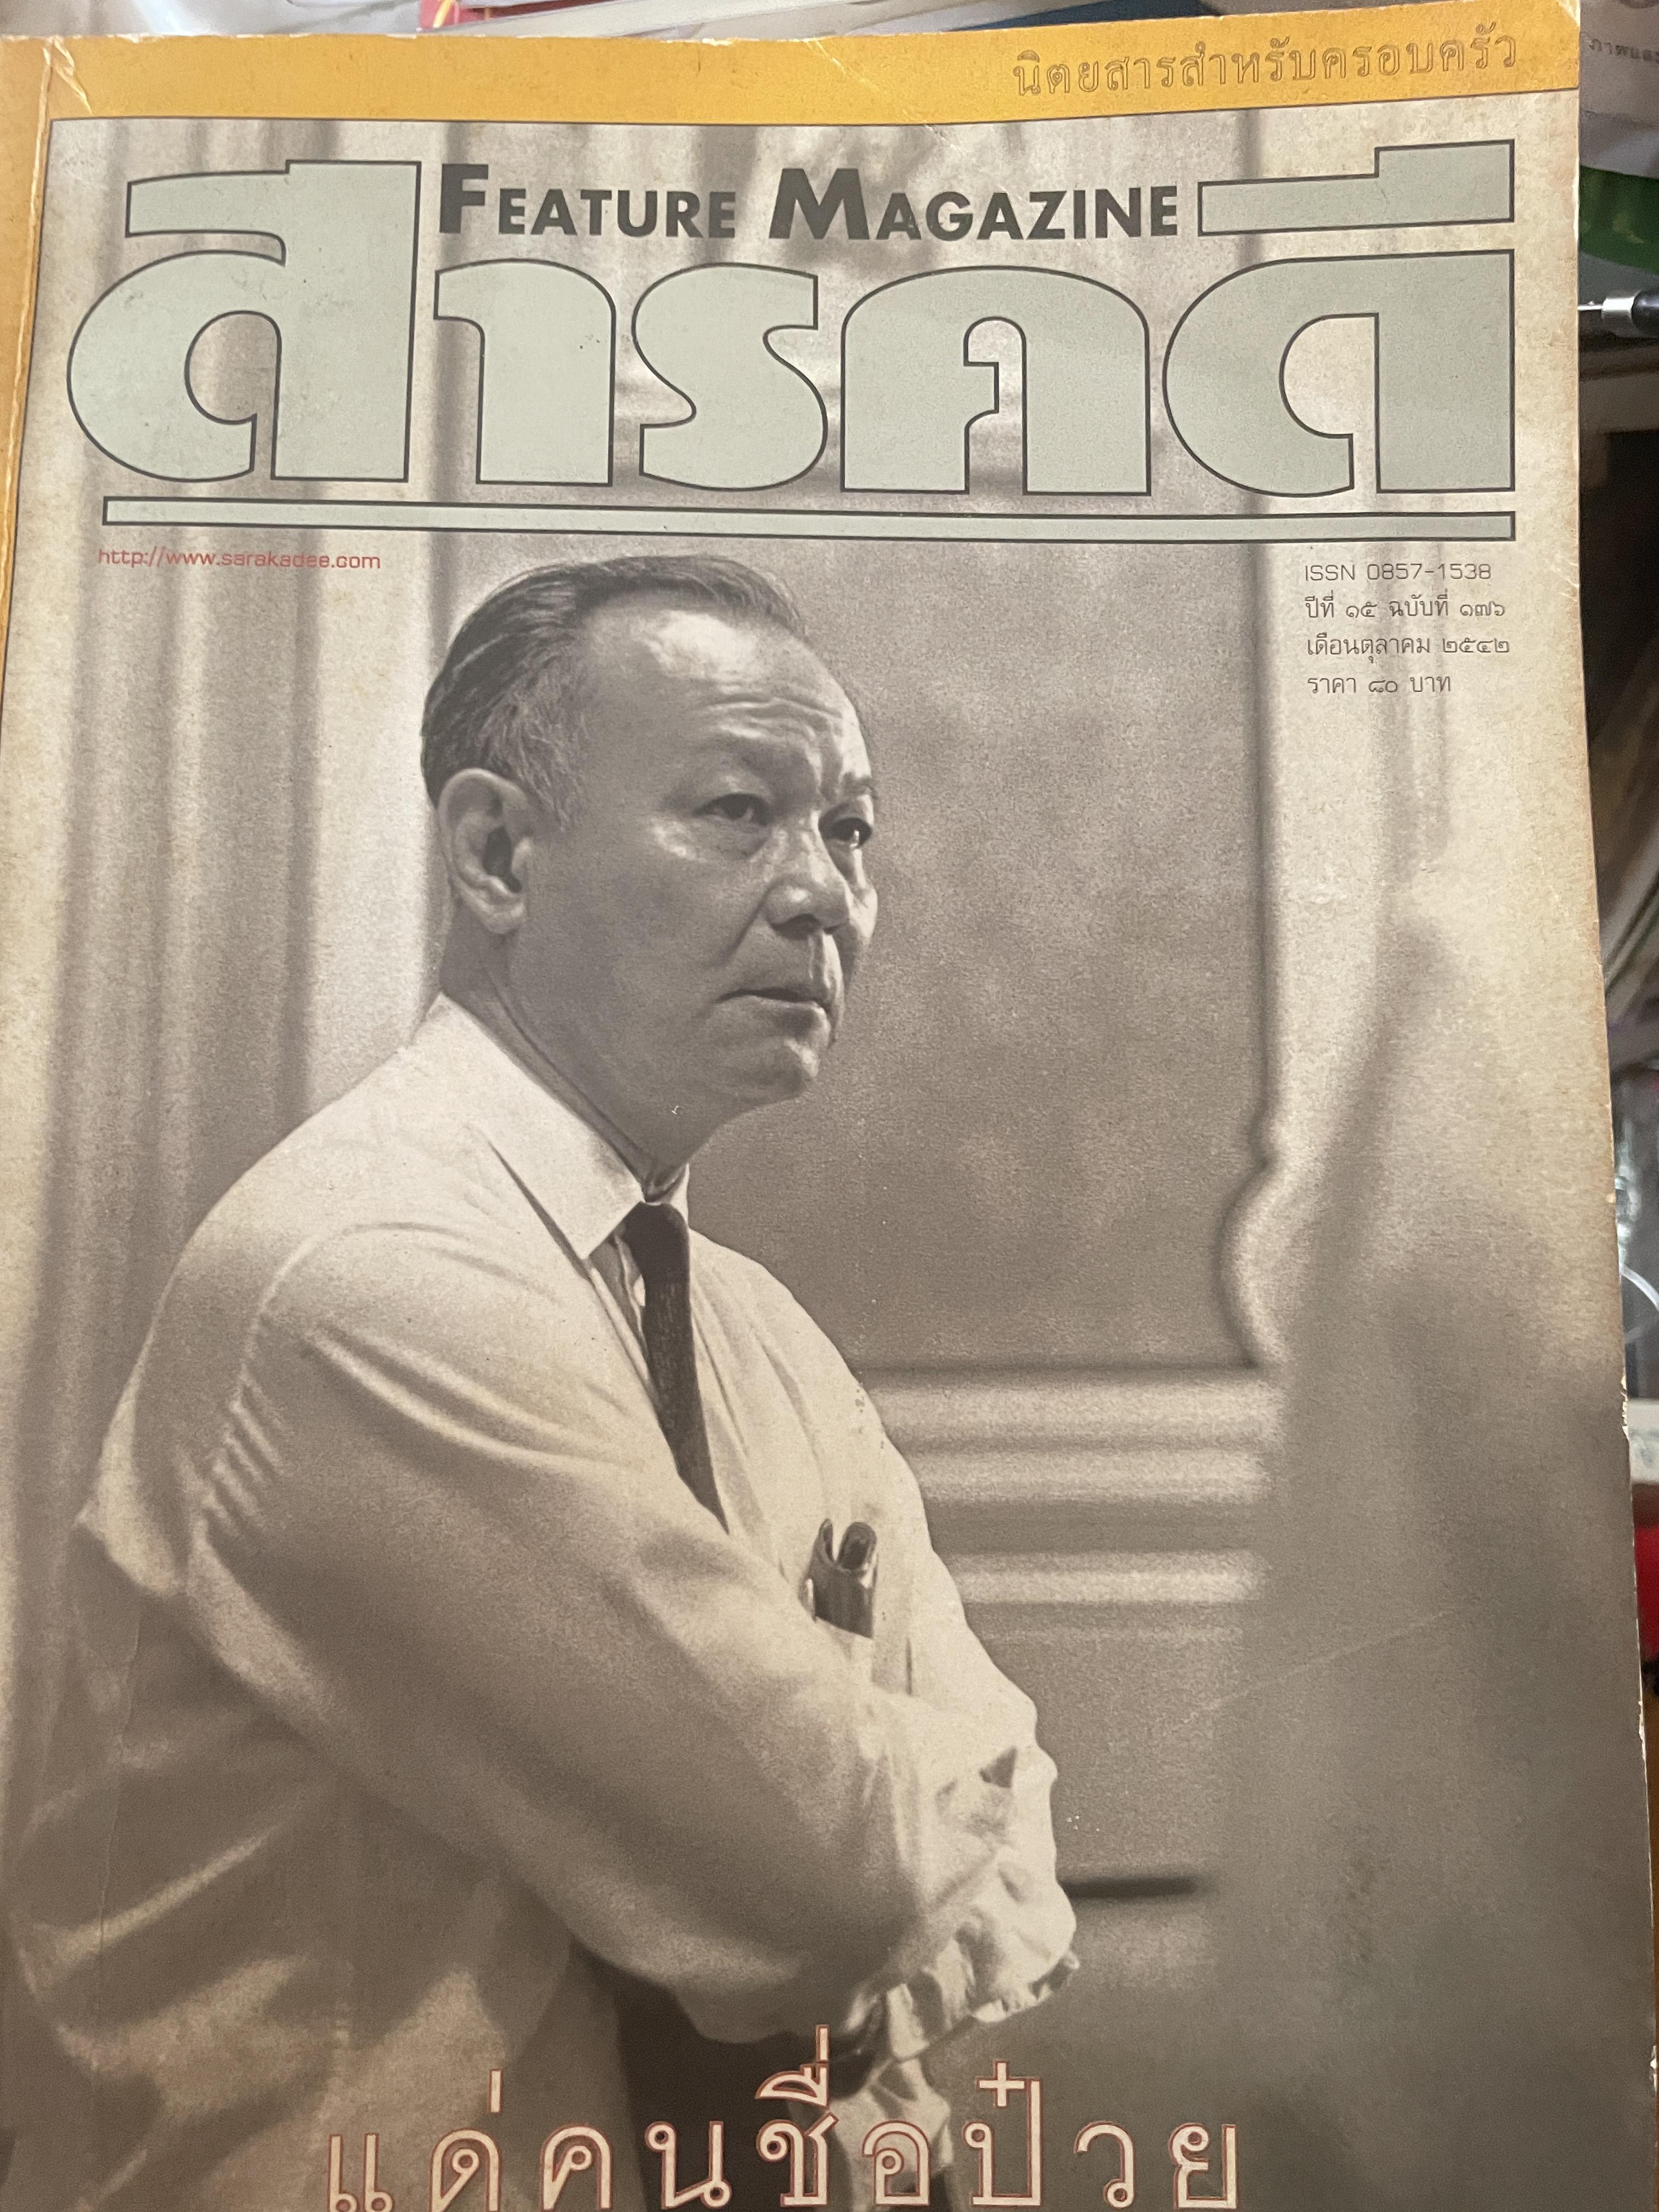 นิตยสารสำหรับครอบครัว
FEATURE MAGAZINE
สารคดี
http://www.sarakadee.com
ISSN 0857-1538
ปีที่ ๑๕ ฉบับที่ ๑๗๖
เดือนตุลาคม ๒๕๔๒
ราคา ๘๐ บาท
แด่คนชื่อป๋วย